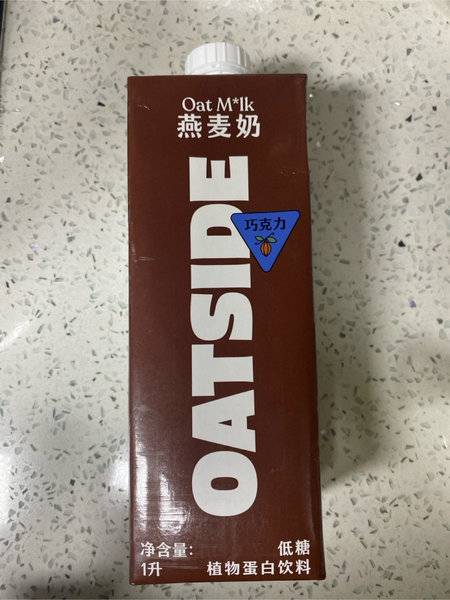 Oat M*lk
燕麦奶
OATSIDE
巧克力
净含量:
1升
低糖
植物蛋白饮料